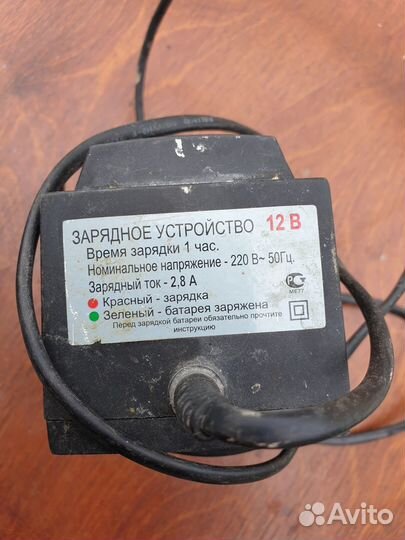 ЗАРЯДНОЕ УСТРОЙСТВО 12 В
Время зарядки 1 час.
Номинальное напряжение - 220 В~ 50Гц.
Зарядный ток - 2,8 А
Красный - зарядка
Зеленый - батарея заряжена
Перед зарядкой батареи обязательно прочтите
инструкцию
МЕ77
Avito